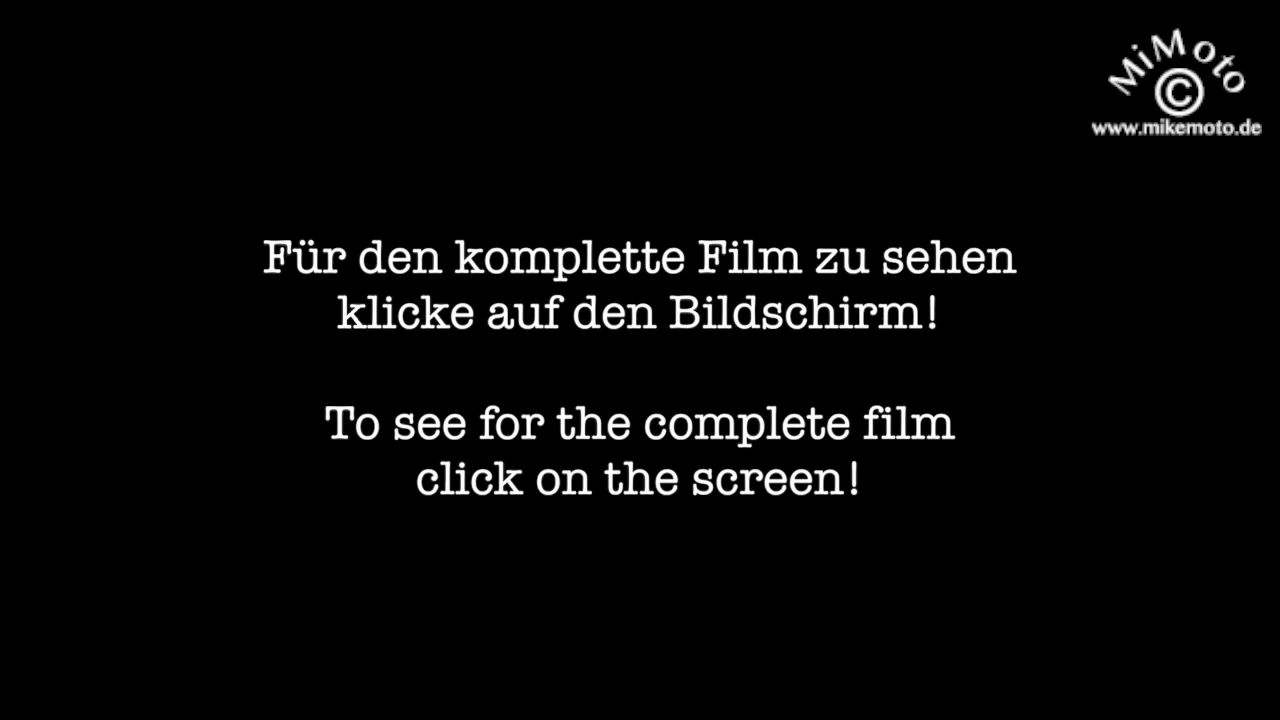 MiMoto
©
www.mikemoto.de
Für den komplette Film zu sehen
klicke auf den Bildschirm!
To see for the complete film
click on the screen!